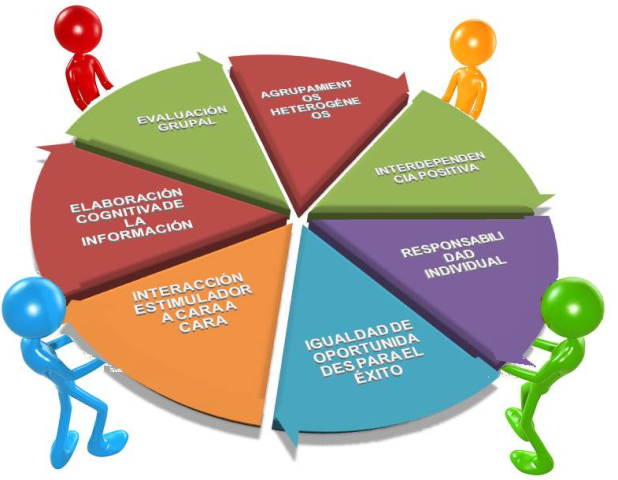 AGRUPAMIENT
OS
HETEROGÉNE
OS
INTERDEPENDEN
CIA POSITIVA
RESPONSABILI
DAD
INDIVIDUAL
IGUALDAD DE
OPORTUNIDA
DES PARA EL
ÉXITO
INTERACCIÓN
ESTIMULADOR
A CARA A
CARA
ELABORACIÓN
COGNITIVA DE
LA
INFORMACIÓN
EVALUACIÓN
GRUPAL